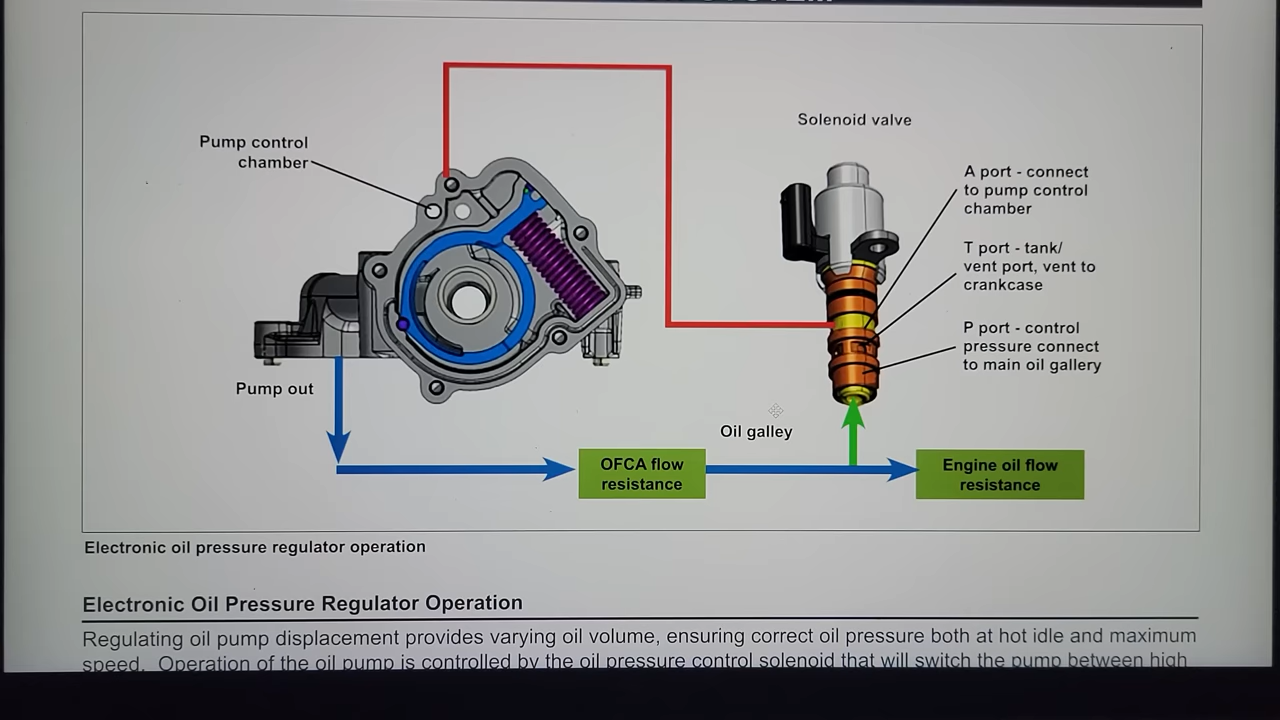 Solenoid valve
Pump control
chamber
A port - connect
to pump control
chamber
T port - tank/
vent port, vent to
crankcase
P port - control
pressure connect
to main oil gallery
Pump out
Oil galley
OFCA flow
resistance
Engine oil flow
resistance
Electronic oil pressure regulator operation
Electronic Oil Pressure Regulator Operation
Regulating oil pump displacement provides varying oil volume, ensuring correct oil pressure both at hot idle and maximum
speed. Operation of the oil pump is controlled by the oil pressure control solenoid that will switch the pump between high